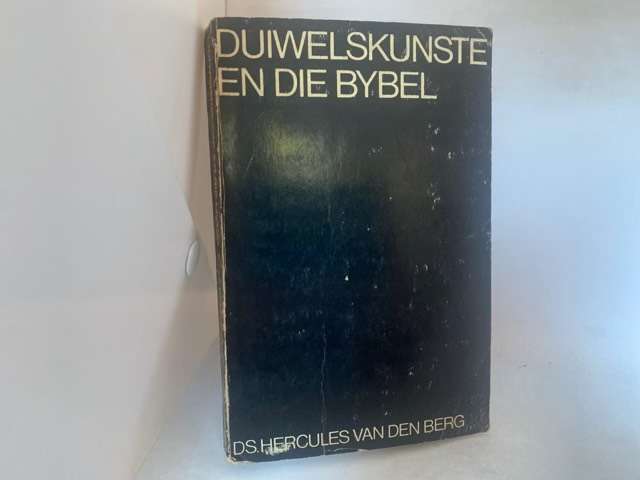 DUIWELSKUNSTE
EN DIE BYBEL
DS. HERCULES VAN DEN BERG